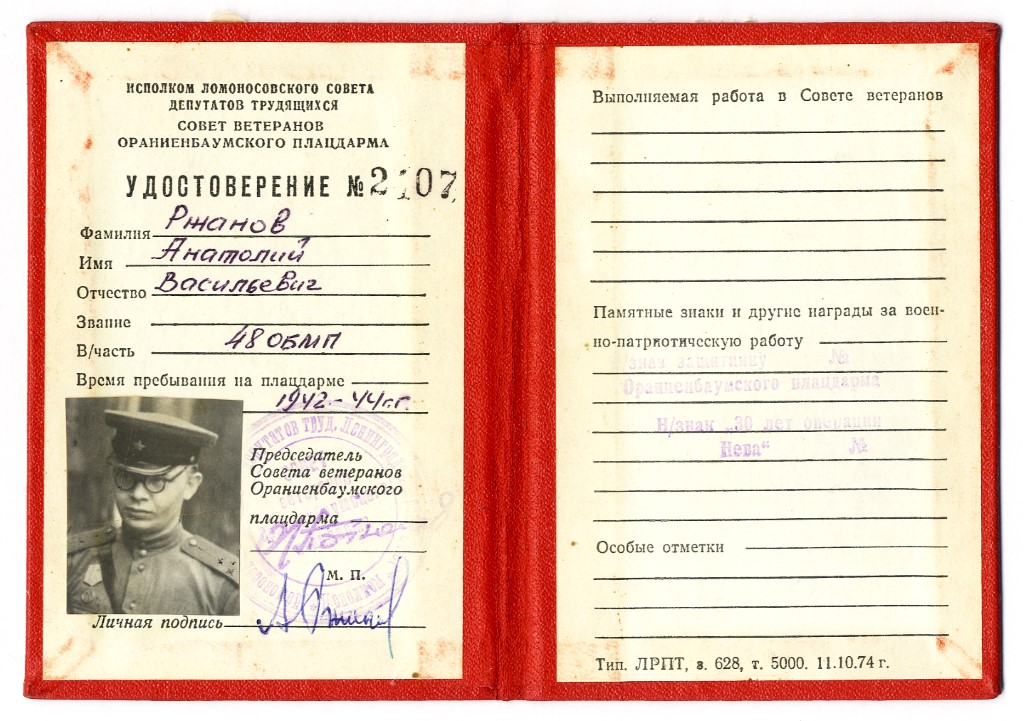 ИСПОЛКОМ ЛОМОНОСОВСКОГО СОВЕТА
ДЕПУТАТОВ ТРУДЯЩИХСЯ
СОВЕТ ВЕТЕРАНОВ
ОРАНИЕНБАУМСКОГО ПЛАЦДАРМА
УДОСТОВЕРЕНИЕ №2107
Фамилия Ржанов
Имя Анатолий
Отчество Васильевич
Звание
В/часть 48 ОБМП
Время пребывания на плацдарме
1942-44 г.г.
Председатель
Совета ветеранов
Ораниенбаумского
плацдарма
М. П.
Личная подпись
Выполняемая работа в Совете ветеранов
Памятные знаки и другие награды за воен-
но-патриотическую работу
знак защитнику №
Ораниенбаумского плацдарма
Н/знак „30 лет операции
Нева“ №
Особые отметки
Тип. ЛРПТ, з. 628, т. 5000. 11.10.74 г.